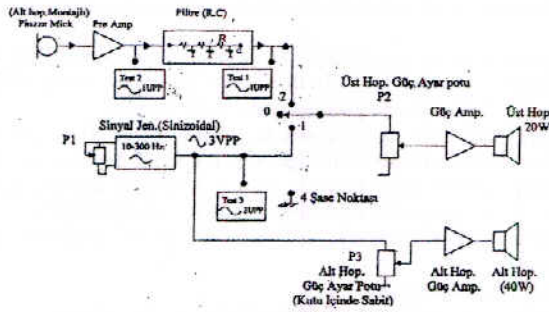 (Alt hop. Montajlı)
Piezzo Mick.
Pre Amp
Filtre (R.C)
R
Test 2
1UPP
Test 1
1UPP
2
0
1
Üst Hop. Güç Ayar potu
P2
Güç Amp.
Üst Hop.
20W
Sinyal Jen.(Sinizoidal)
3VPP
P1
10-300 Hz
Test 3
4 Şase Noktası
P3
Alt Hop.
Güç Ayar Potu
(Kutu İçinde Sabit)
Alt Hop.
Güç Amp.
Alt Hop.
(40W)